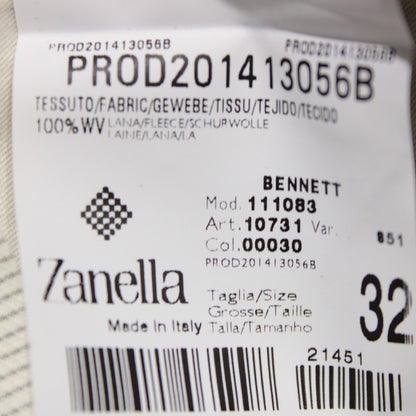 PROD201413056B PROD201413056B
PROD201413056B
TESSUTO/FABRIC/GEWEBE/TISSU/TEJIDO/TECIDO
100% WV LANA/FLEECE/SCHURWOLLE
LAINE/LANA/LA
BENNETT
Mod. 111083
Art. 10731 Var. 851
Col. 00030
PROD201413056B
Zanella
Made in Italy
Taglia/Size
Grosse/Taille
Talla/Tamanho
32
21451